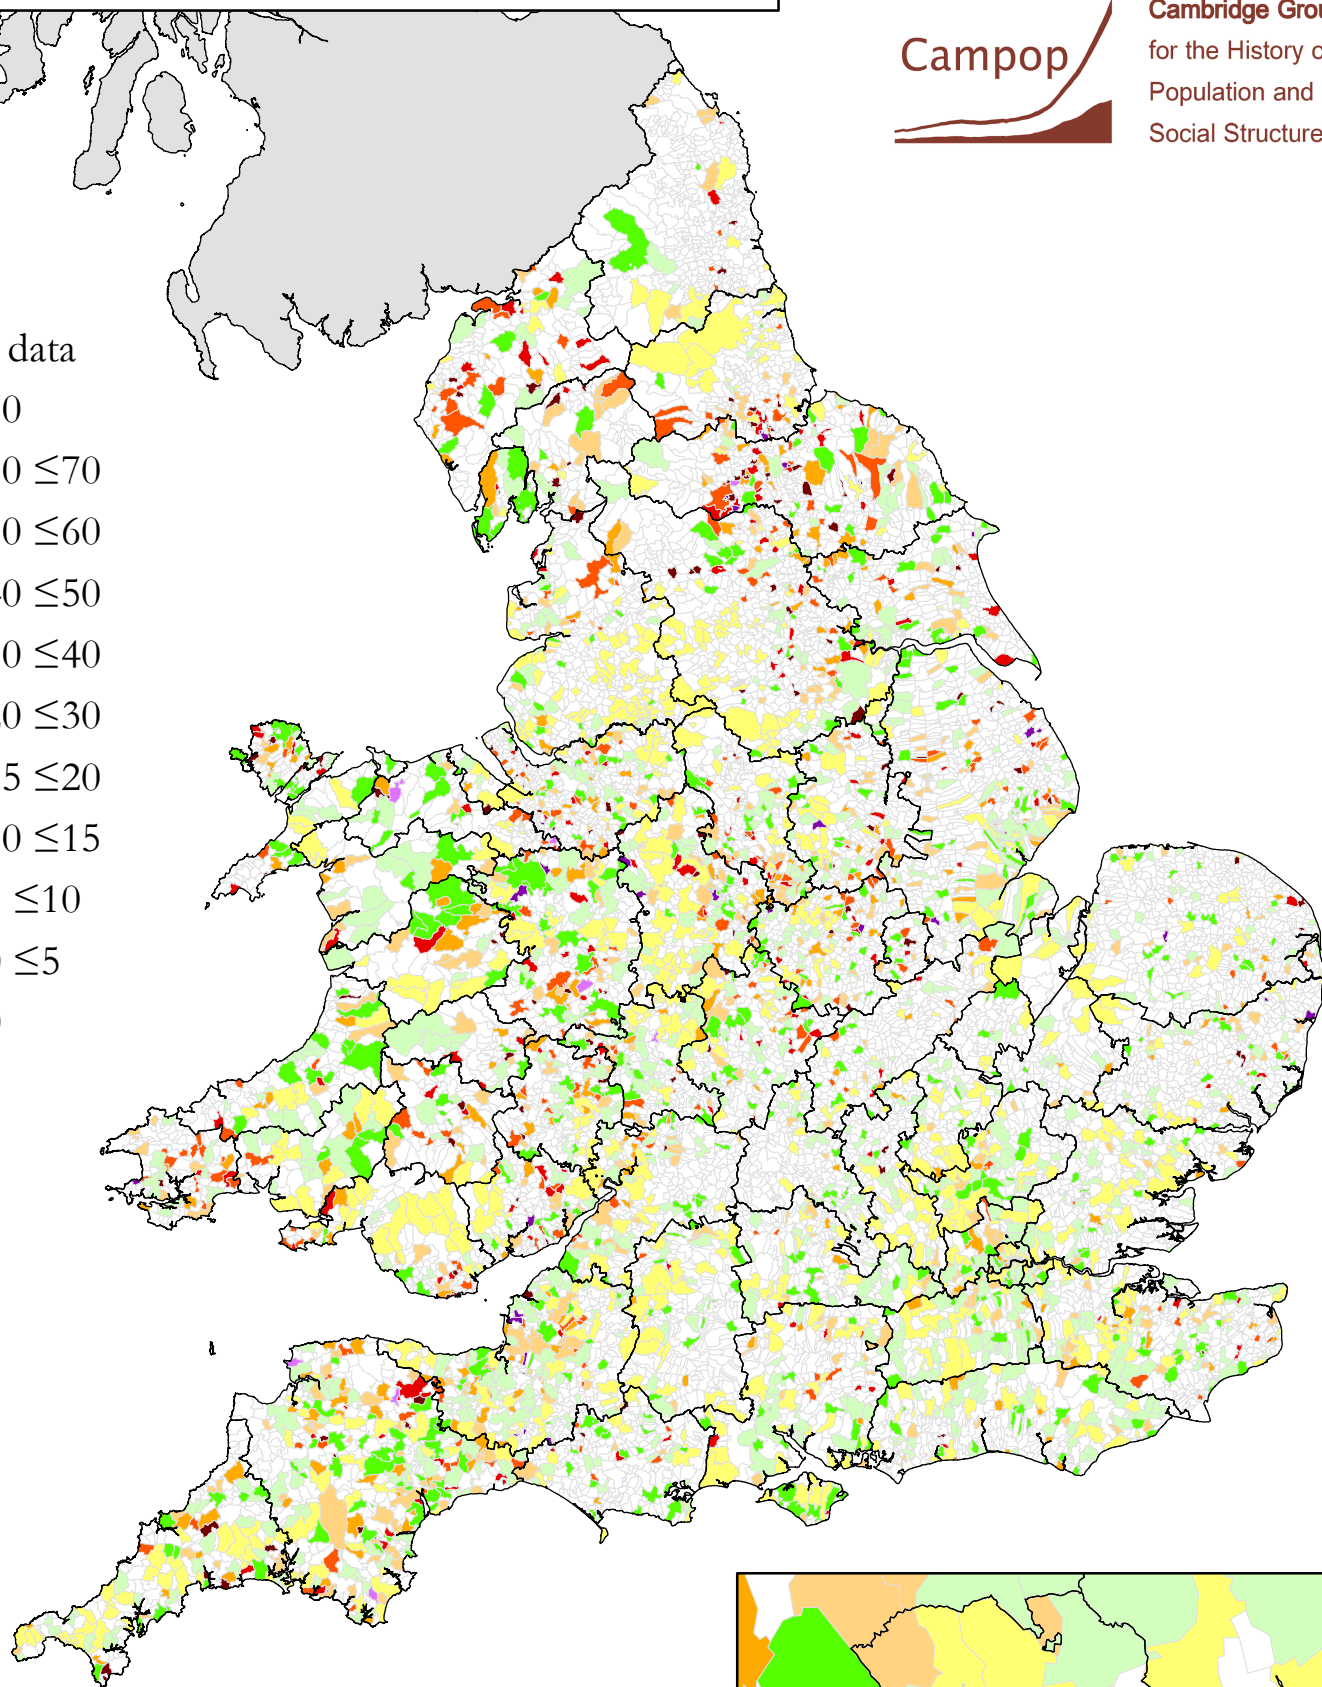 Cambridge Grou
for the History o
Population and
Social Structure
Campop
data
0
0 ≤70
0 ≤60
0 ≤50
0 ≤40
0 ≤30
5 ≤20
0 ≤15
≤10
≤5